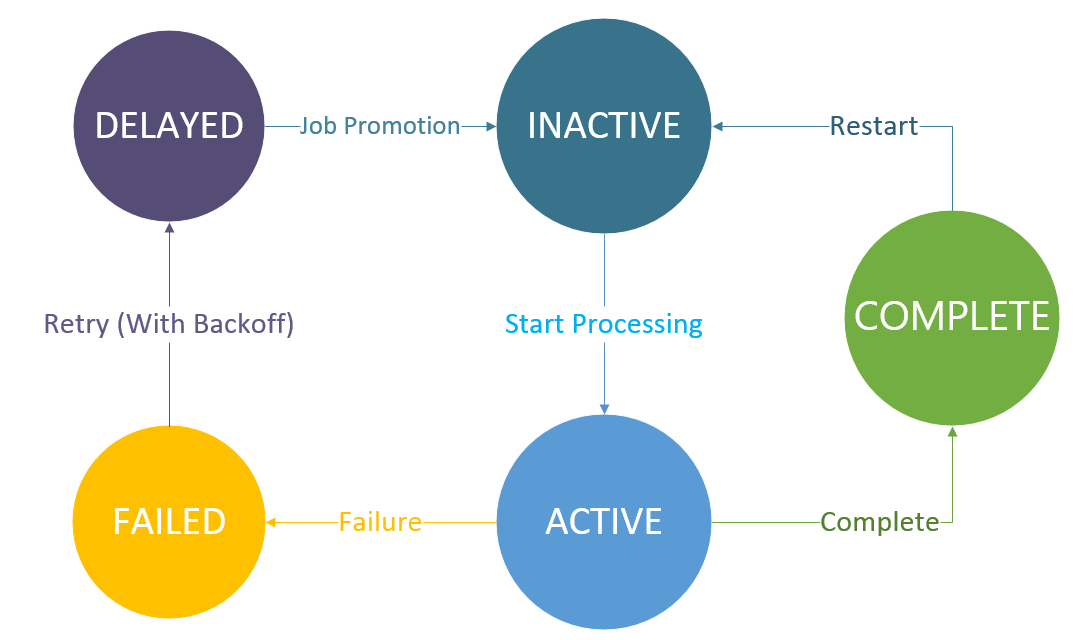 DELAYED
Job Promotion
INACTIVE
Restart
Retry (With Backoff)
Start Processing
COMPLETE
FAILED
Failure
ACTIVE
Complete